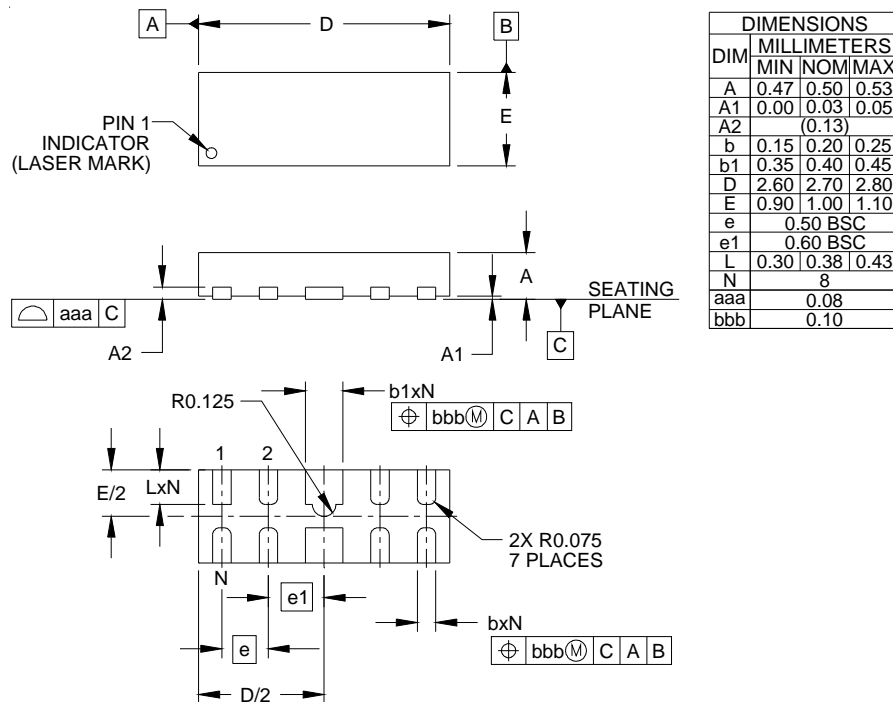 A
D
B
E
PIN 1
INDICATOR
(LASER MARK)
DIMENSIONS
DIM MILLIMETERS
MIN NOM MAX
A 0.47 0.50 0.53
A1 0.00 0.03 0.05
A2 (0.13)
b 0.15 0.20 0.25
b1 0.35 0.40 0.45
D 2.60 2.70 2.80
E 0.90 1.00 1.10
e 0.50 BSC
e1 0.60 BSC
L 0.30 0.38 0.43
N 8
aaa 0.08
bbb 0.10
A
SEATING
PLANE
aaa C
A2
A1
C
b1xN
R0.125
bbb Ⓜ C A B
1 2
E/2
LxN
2X R0.075
7 PLACES
N
e1
bxN
e
bbb Ⓜ C A B
D/2